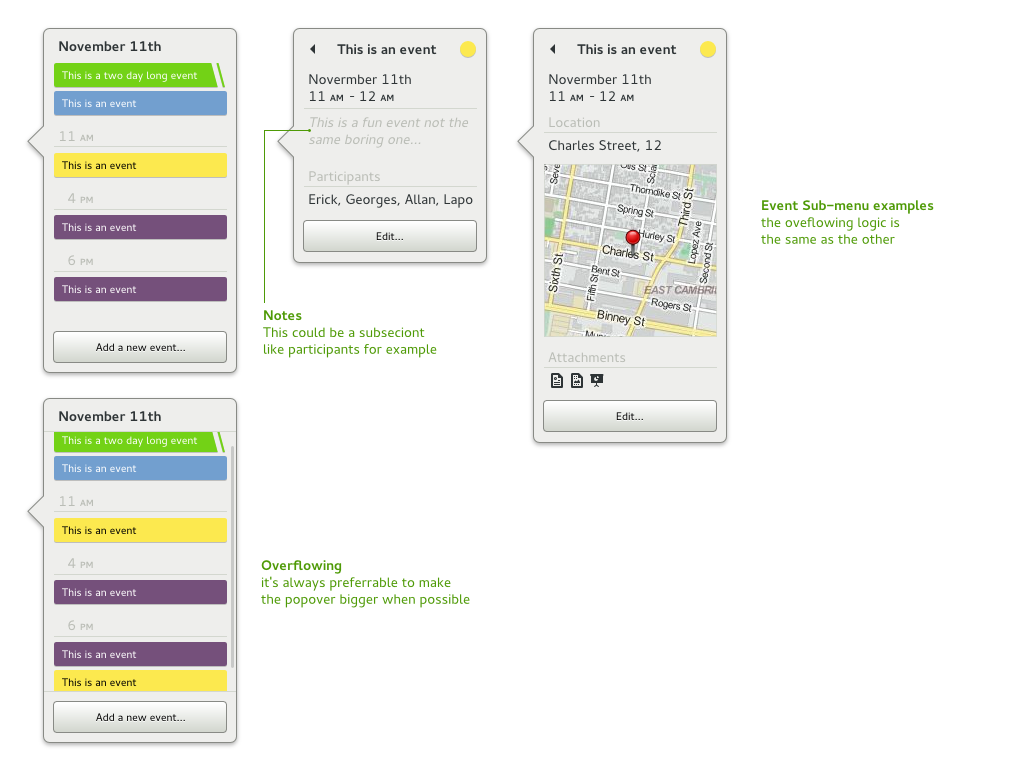 November 11th
This is a two day long event
This is an event
11 AM
This is an event
4 PM
This is an event
6 PM
This is an event
Add a new event...
This is an event
Novermber 11th
11 AM - 12 AM
This is a fun event not the
same boring one...
Participants
Erick, Georges, Allan, Lapo
Edit...
Notes
This could be a subseciont
like participants for example
This is an event
Novermber 11th
11 AM - 12 AM
Location
Charles Street, 12
Thorndike St
Third St
Spring St
Hurley St
Charles St
Lopez Ave
Second St
Sixth St
Bent St
Fifth St
EAST CAMBRI
Rogers St
Binney St
Attachments
Edit...
Event Sub-menu examples
the oveflowing logic is
the same as the other
November 11th
This is a two day long event
This is an event
11 AM
This is an event
4 PM
This is an event
6 PM
This is an event
This is an event
Add a new event...
Overflowing
it's always preferrable to make
the popover bigger when possible